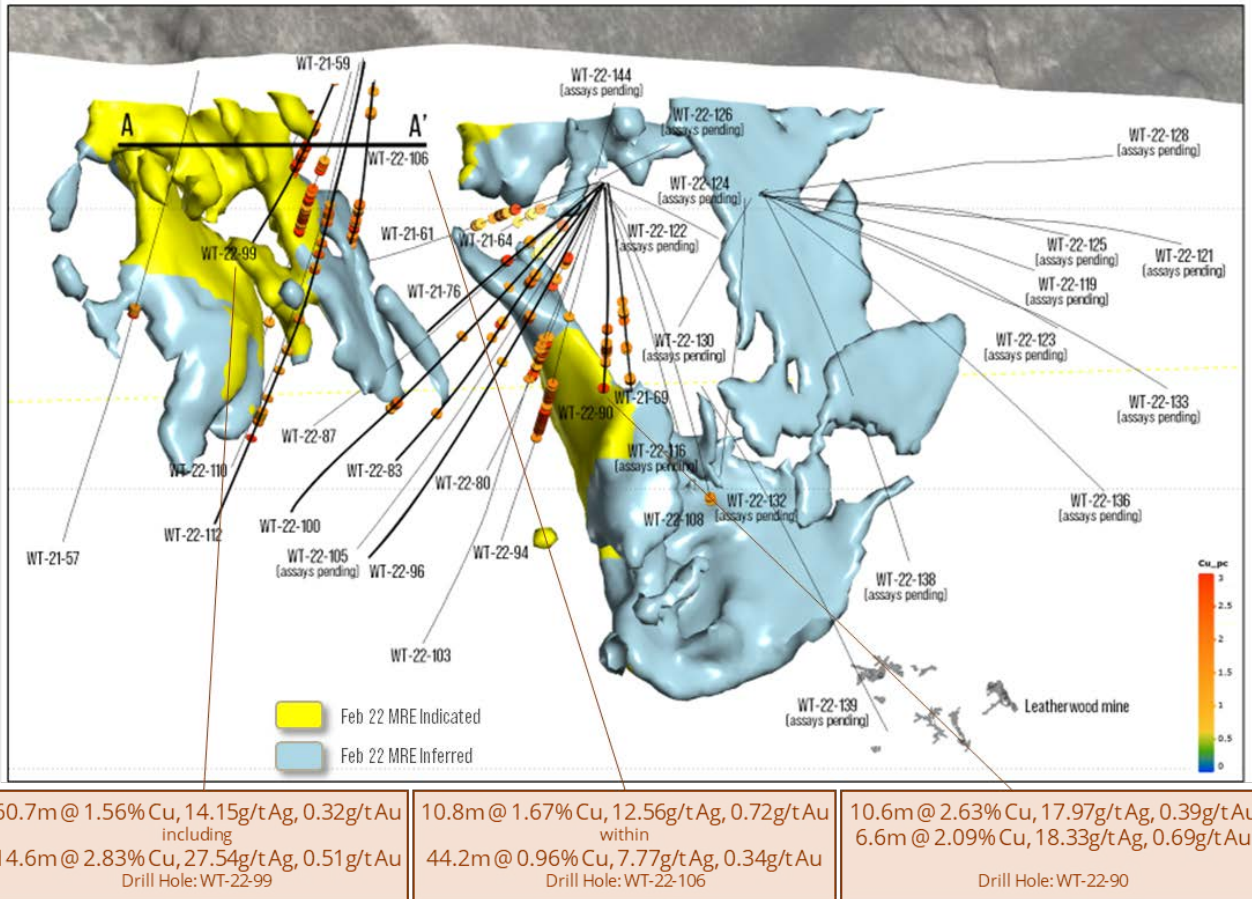 WT-21-59
WT-22-144
(assays pending)
WT-22-126
(assays pending)
A
A'
WT-22-128
(assays pending)
WT-22-106
WT-22-124
(assays pending)
WT-21-61
WT-21-64
WT-22-122
(assays pending)
WT-22-99
WT-22-125
(assays pending)
WT-22-121
(assays pending)
WT-21-76
WT-22-119
(assays pending)
WT-22-130
(assays pending)
WT-22-123
(assays pending)
WT-21-69
WT-22-90
WT-22-133
(assays pending)
WT-22-87
WT-22-110
WT-22-83
WT-22-80
WT-22-116
(assays pending)
WT-22-132
(assays pending)
WT-22-136
(assays pending)
WT-22-108
WT-22-112
WT-22-100
WT-21-57
WT-22-105
(assays pending)
WT-22-96
WT-22-94
WT-22-138
(assays pending)
Cu_pc
3
2.5
2
1.5
1
0.5
0
WT-22-103
WT-22-139
(assays pending)
Leatherwood mine
Feb 22 MRE Indicated
Feb 22 MRE Inferred
60.7m @ 1.56% Cu, 14.15g/t Ag, 0.32g/t Au
including
14.6m @ 2.83% Cu, 27.54g/t Ag, 0.51g/t Au
Drill Hole: WT-22-99
10.8m @ 1.67% Cu, 12.56g/t Ag, 0.72g/t Au
within
44.2m @ 0.96% Cu, 7.77g/t Ag, 0.34g/t Au
Drill Hole: WT-22-106
10.6m @ 2.63% Cu, 17.97g/t Ag, 0.39g/t Au
6.6m @ 2.09% Cu, 18.33g/t Ag, 0.69g/t Au
Drill Hole: WT-22-90